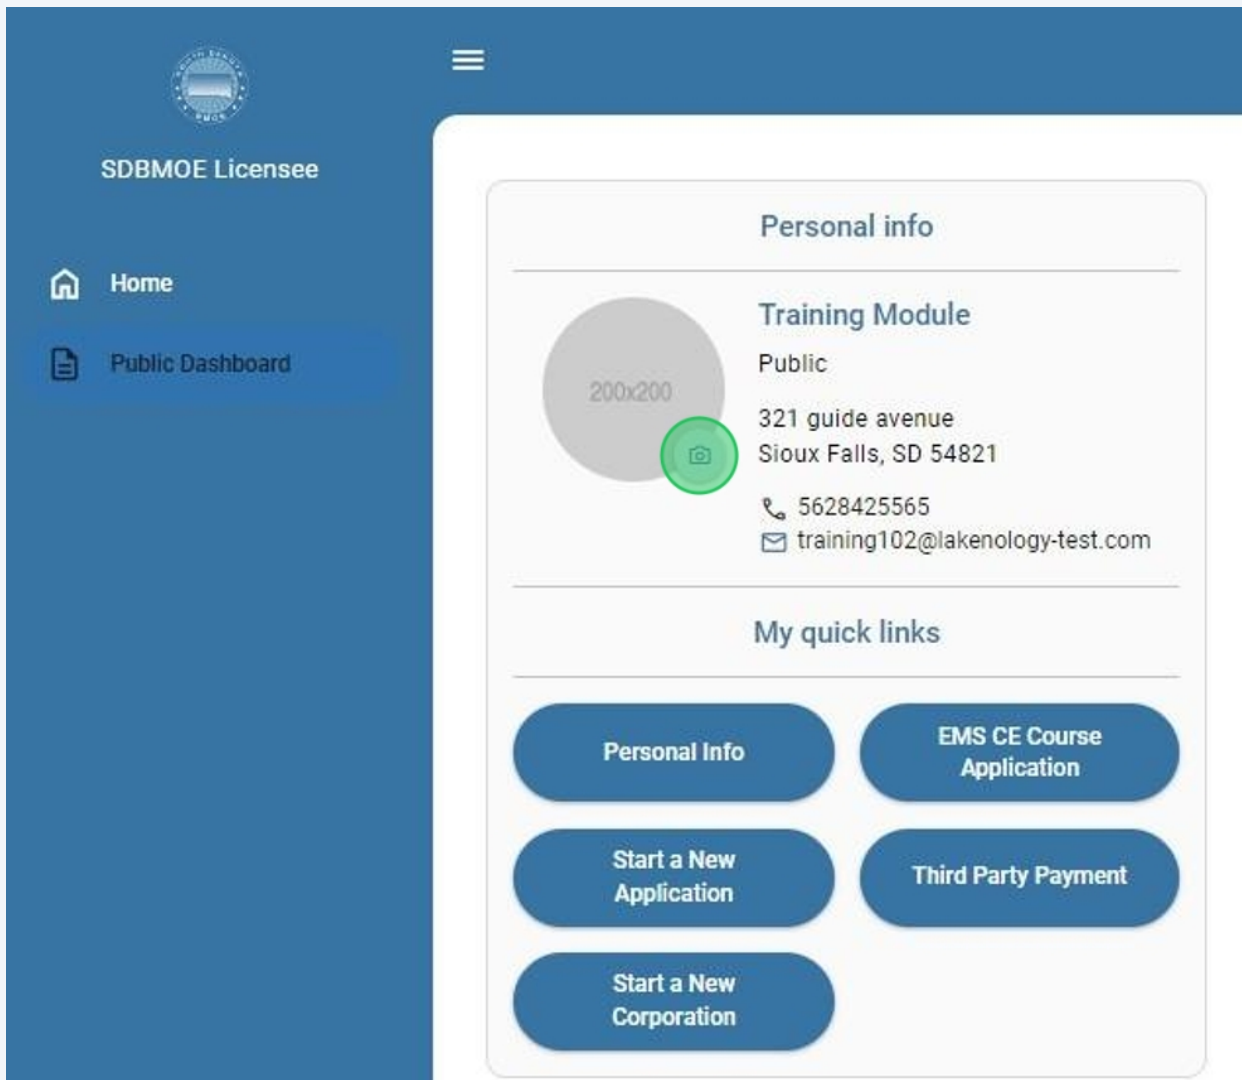 SDBMOE Licensee
Home
Public Dashboard
Personal info
200x200
Training Module
Public
321 guide avenue
Sioux Falls, SD 54821
5628425565
training102@lakenology-test.com
My quick links
Personal Info
EMS CE Course
Application
Start a New
Application
Third Party Payment
Start a New
Corporation